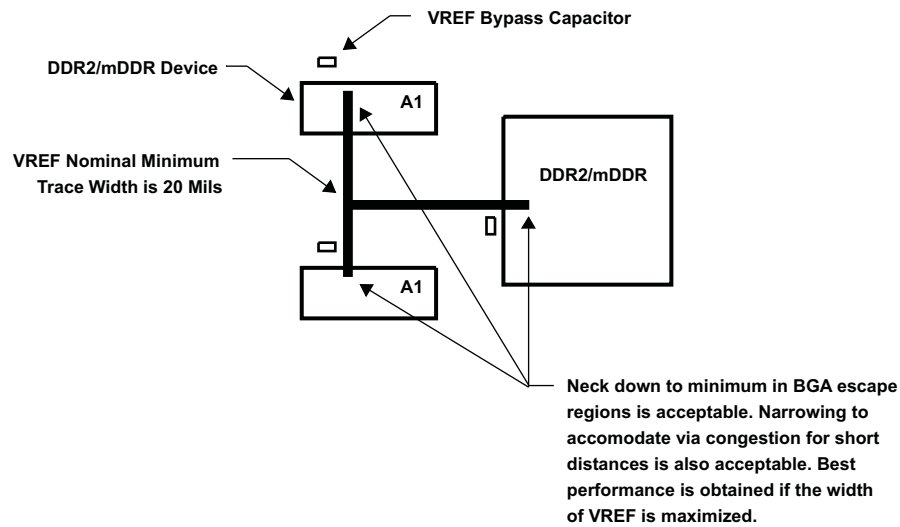 VREF Bypass Capacitor
DDR2/mDDR Device
A1
VREF Nominal Minimum
Trace Width is 20 Mils
DDR2/mDDR
A1
Neck down to minimum in BGA escape
regions is acceptable. Narrowing to
accomodate via congestion for short
distances is also acceptable. Best
performance is obtained if the width
of VREF is maximized.